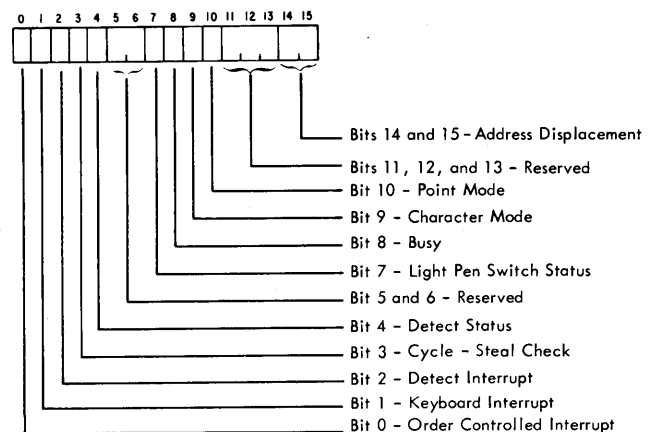 0 1 2 3 4 5 6 7 8 9 10 11 12 13 14 15
Bits 14 and 15 - Address Displacement
Bits 11, 12, and 13 - Reserved
Bit 10 - Point Mode
Bit 9 - Character Mode
Bit 8 - Busy
Bit 7 - Light Pen Switch Status
Bit 5 and 6 - Reserved
Bit 4 - Detect Status
Bit 3 - Cycle - Steal Check
Bit 2 - Detect Interrupt
Bit 1 - Keyboard Interrupt
Bit 0 - Order Controlled Interrupt